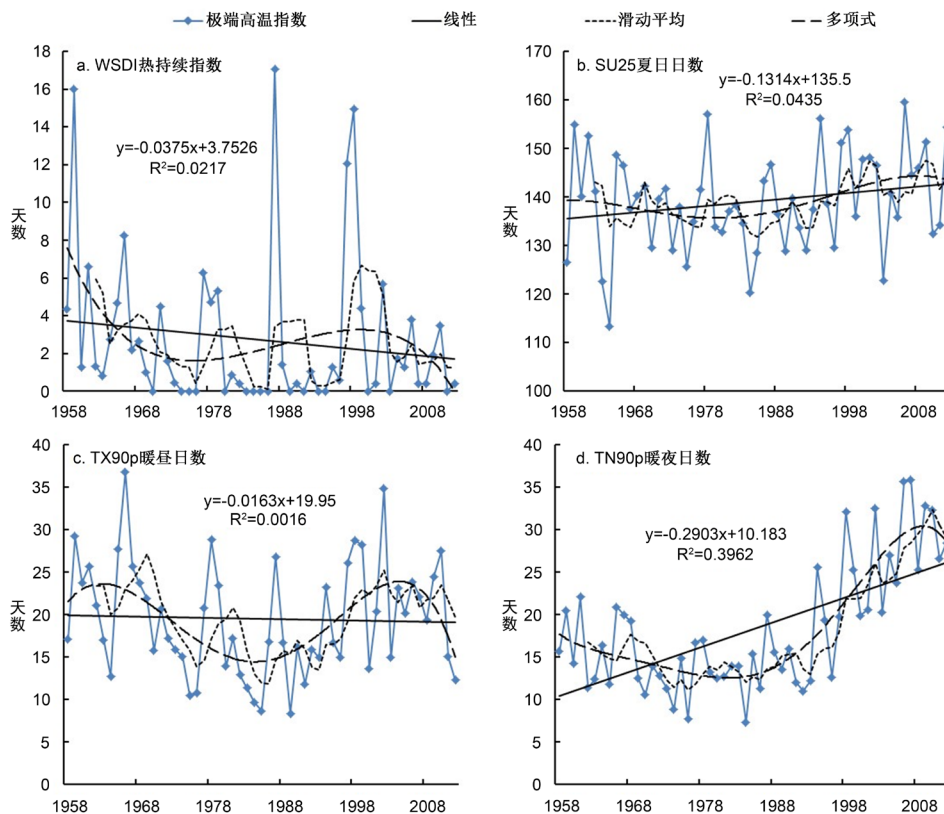 极端高温指数 线性 滑动平均 多项式
a. WSDI热持续指数
y=-0.0375x+3.7526
R²=0.0217
天数
18
16
14
12
10
8
6
4
2
0
1958 1968 1978 1988 1998 2008
b. SU25夏日日数
y=-0.1314x+135.5
R²=0.0435
天数
170
160
150
140
130
120
110
100
1958 1968 1978 1988 1998 2008
c. TX90p暖昼日数
y=-0.0163x+19.95
R²=0.0016
天数
40
35
30
25
20
15
10
5
0
1958 1968 1978 1988 1998 2008
d. TN90p暖夜日数
y=-0.2903x+10.183
R²=0.3962
天数
40
35
30
25
20
15
10
5
0
1958 1968 1978 1988 1998 2008